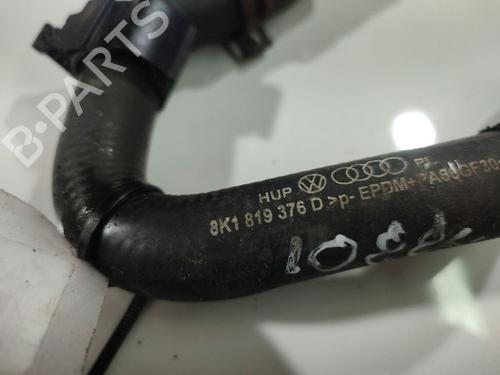 B-PARTS
HUP
8K1 819 376 D >p- EPDM+PA66GF30